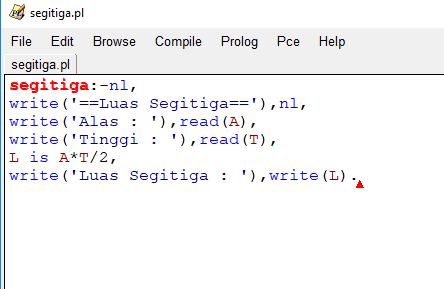 segitiga.pl
File Edit Browse Compile Prolog Pce Help
segitiga.pl
segitiga:-nl,
write('==Luas Segitiga=='),nl,
write('Alas : '),read(A),
write('Tinggi : '),read(T),
L is A*T/2,
write('Luas Segitiga : '),write(L).